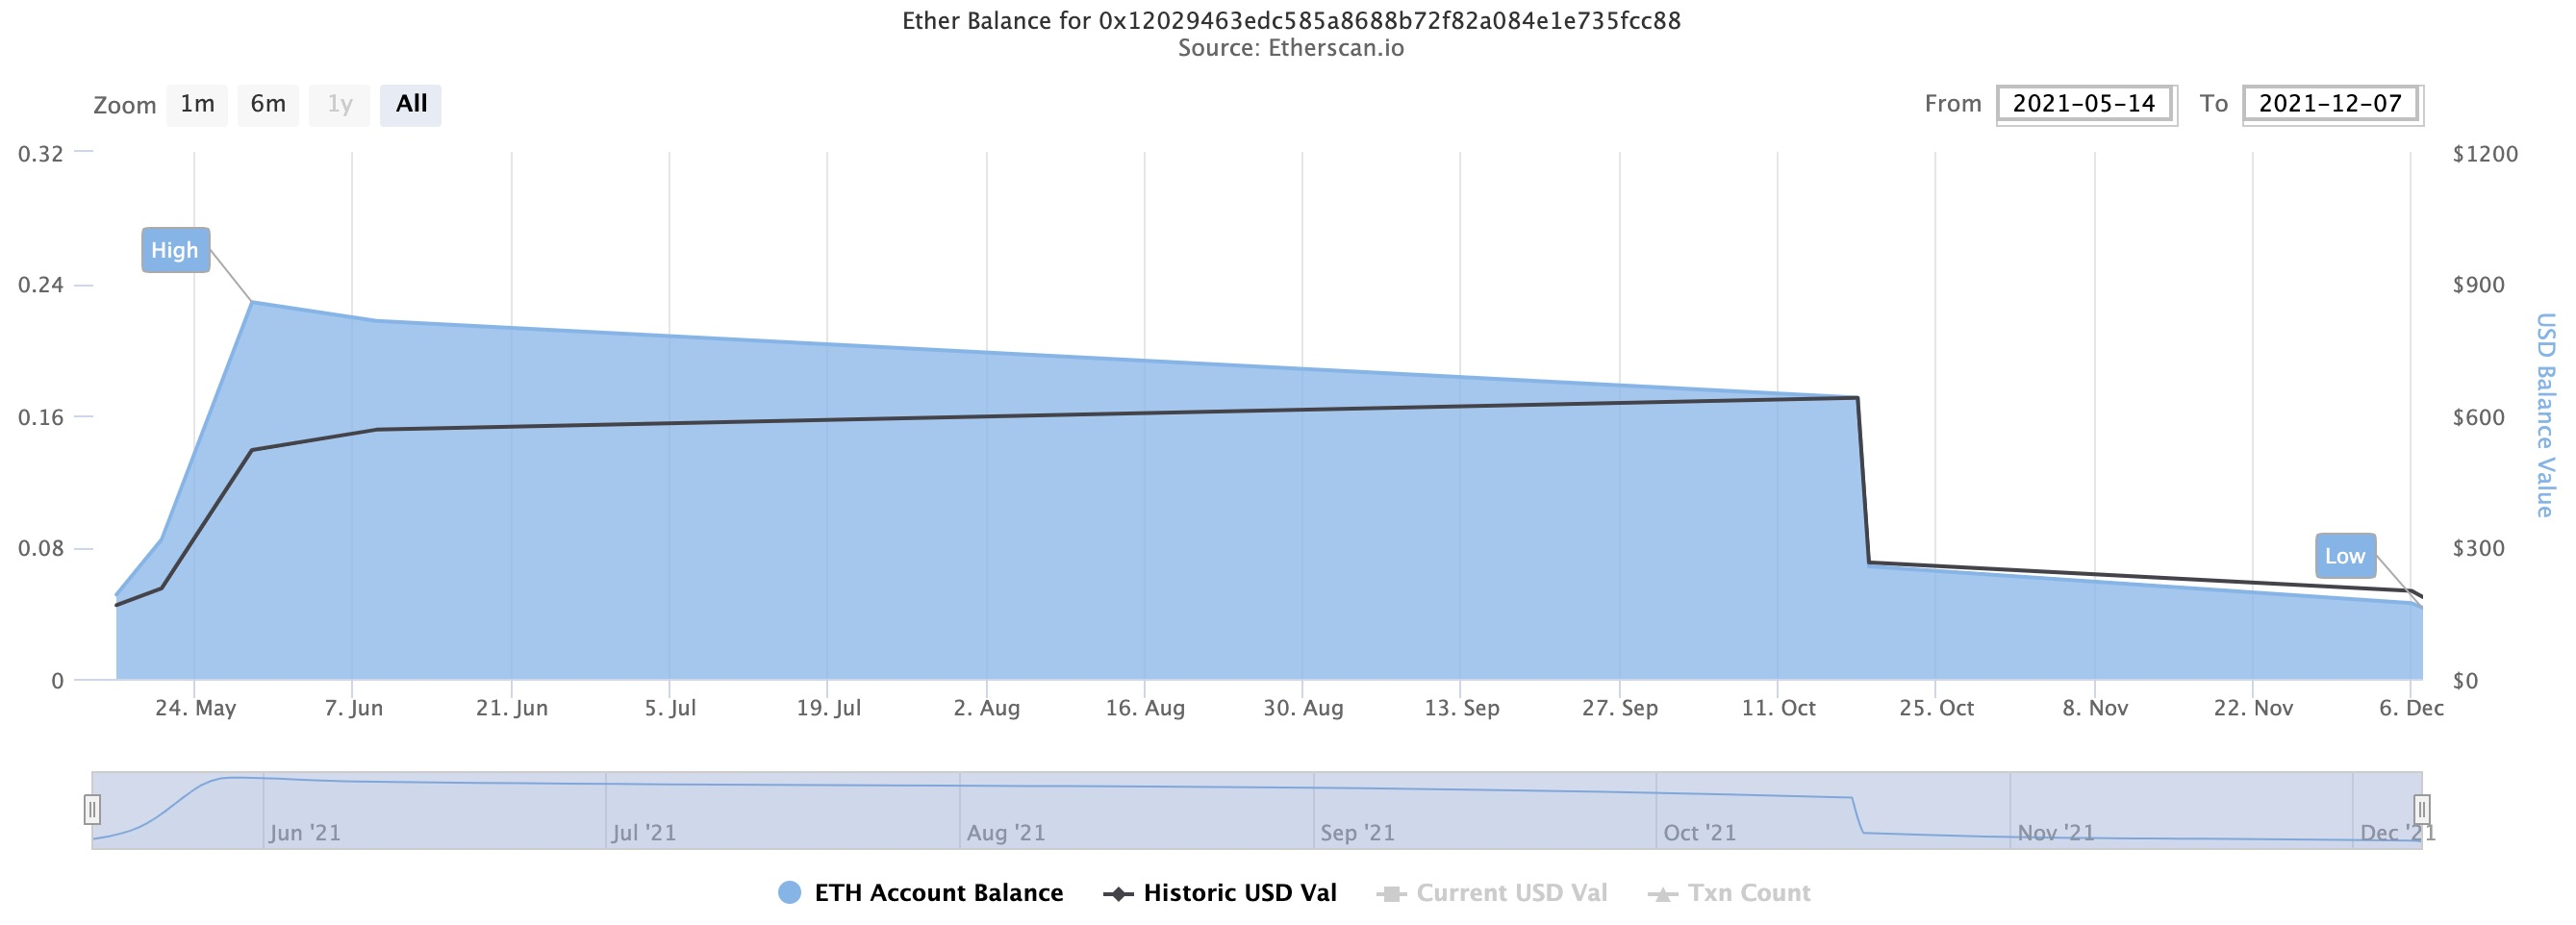 Ether Balance for 0x12029463edc585a8688b72f82a084e1e735fcc88
Source: Etherscan.io
Zoom 1m 6m 1y All From 2021-05-14 To 2021-12-07
0.32
0.24
0.16
0.08
0
High
Low
$1200
$900
$600
$300
$0
USD Balance Value
24. May 7. Jun 21. Jun 5. Jul 19. Jul 2. Aug 16. Aug 30. Aug 13. Sep 27. Sep 11. Oct 25. Oct 8. Nov 22. Nov 6. Dec
Jun '21 Jul '21 Aug '21 Sep '21 Oct '21 Nov '21 Dec '21
ETH Account Balance Historic USD Val Current USD Val Txn Count